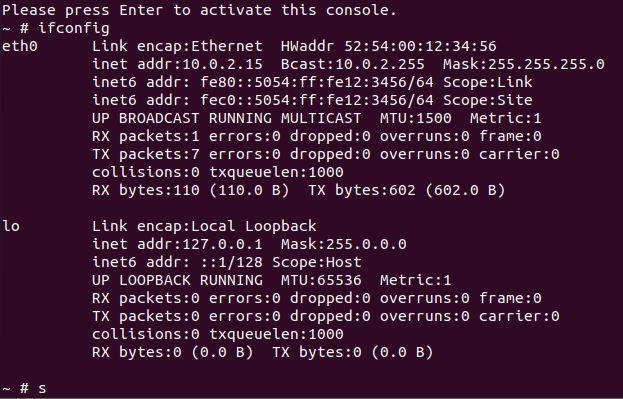 Please press Enter to activate this console.
~ # ifconfig
eth0      Link encap:Ethernet  HWaddr 52:54:00:12:34:56
          inet addr:10.0.2.15  Bcast:10.0.2.255  Mask:255.255.255.0
          inet6 addr: fe80::5054:ff:fe12:3456/64 Scope:Link
          inet6 addr: fec0::5054:ff:fe12:3456/64 Scope:Site
          UP BROADCAST RUNNING MULTICAST  MTU:1500  Metric:1
          RX packets:1 errors:0 dropped:0 overruns:0 frame:0
          TX packets:7 errors:0 dropped:0 overruns:0 carrier:0
          collisions:0 txqueuelen:1000
          RX bytes:110 (110.0 B)  TX bytes:602 (602.0 B)

lo        Link encap:Local Loopback
          inet addr:127.0.0.1  Mask:255.0.0.0
          inet6 addr: ::1/128 Scope:Host
          UP LOOPBACK RUNNING  MTU:65536  Metric:1
          RX packets:0 errors:0 dropped:0 overruns:0 frame:0
          TX packets:0 errors:0 dropped:0 overruns:0 carrier:0
          collisions:0 txqueuelen:1000
          RX bytes:0 (0.0 B)  TX bytes:0 (0.0 B)

~ # s